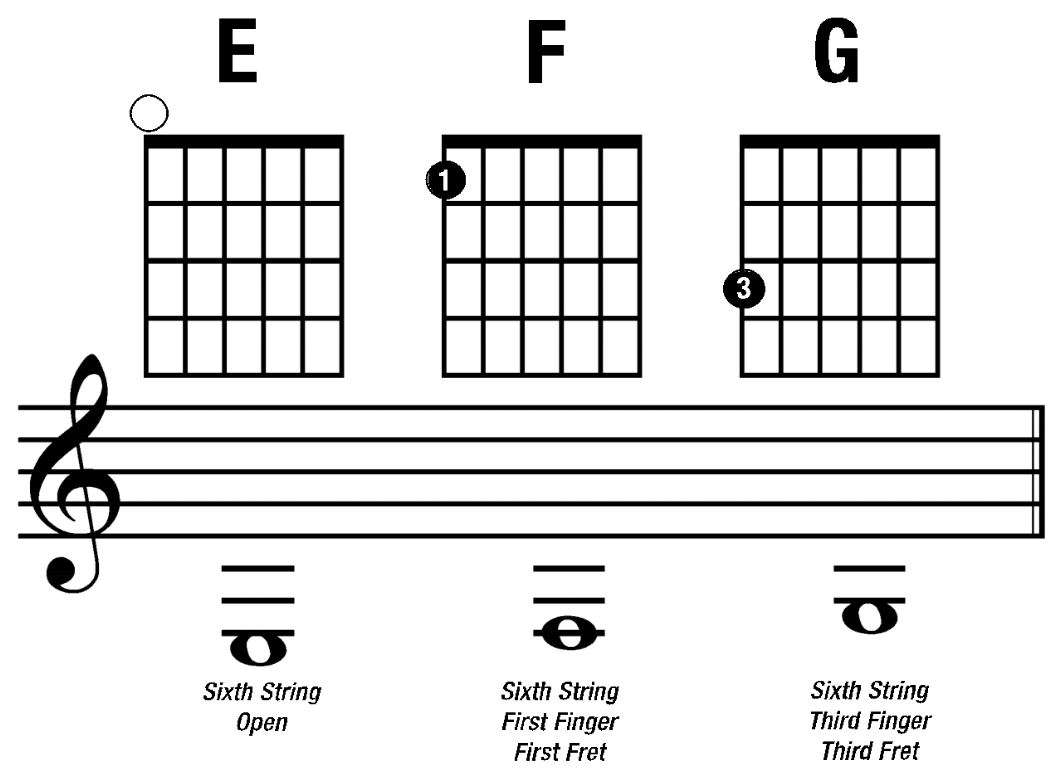 E F G
1
3
Sixth String
Open
Sixth String
First Finger
First Fret
Sixth String
Third Finger
Third Fret